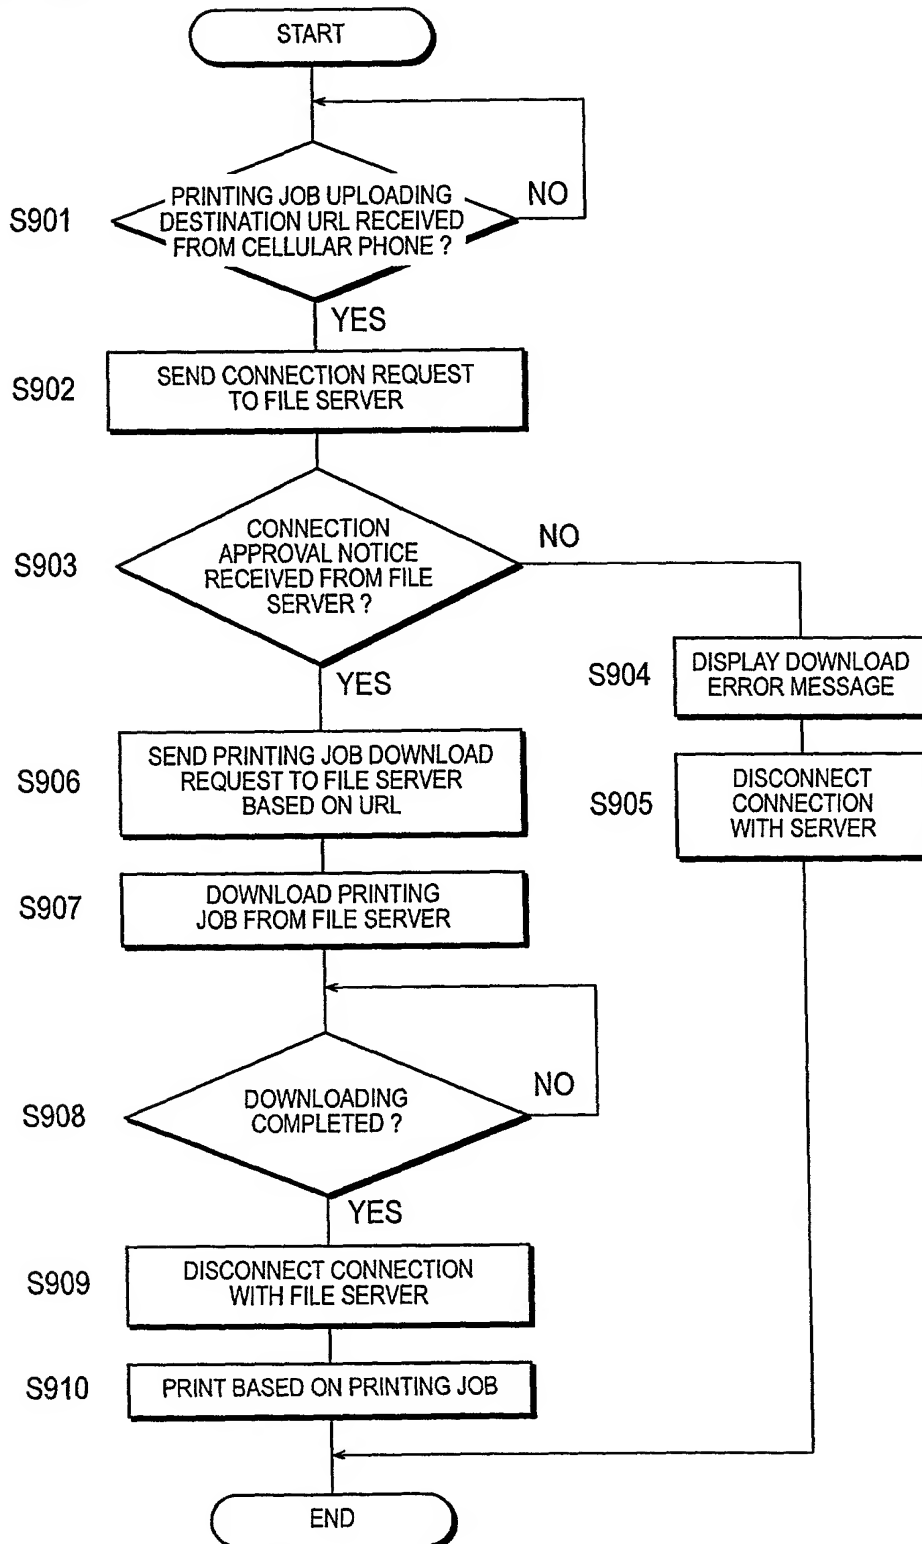 START
S901
PRINTING JOB UPLOADING
DESTINATION URL RECEIVED
FROM CELLULAR PHONE ?
NO
YES
S902
SEND CONNECTION REQUEST
TO FILE SERVER
S903
CONNECTION
APPROVAL NOTICE
RECEIVED FROM FILE
SERVER ?
NO
YES
S904
DISPLAY DOWNLOAD
ERROR MESSAGE
S905
DISCONNECT
CONNECTION
WITH SERVER
S906
SEND PRINTING JOB DOWNLOAD
REQUEST TO FILE SERVER
BASED ON URL
S907
DOWNLOAD PRINTING
JOB FROM FILE SERVER
S908
DOWNLOADING
COMPLETED ?
NO
YES
S909
DISCONNECT CONNECTION
WITH FILE SERVER
S910
PRINT BASED ON PRINTING JOB
END